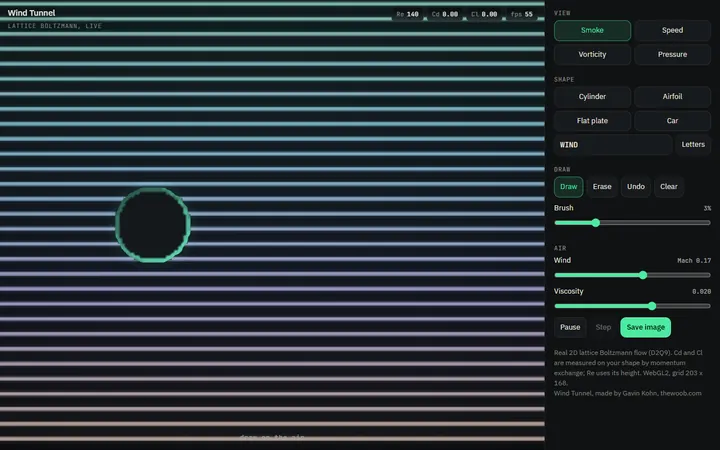 Wind Tunnel
LATTICE BOLTZMANN, LIVE
Re 140 Cd 0.00 Cl 0.00 fps 55
VIEW
Smoke Speed
Vorticity Pressure
SHAPE
Cylinder Airfoil
Flat plate Car
WIND Letters
DRAW
Draw Erase Undo Clear
Brush 3%
AIR
Wind Mach 0.17
Viscosity 0.020
Pause Step Save image
Real 2D lattice Boltzmann flow (D2Q9). Cd and Cl
are measured on your shape by momentum
exchange; Re uses its height. WebGL2, grid 203 x
168.
Wind Tunnel, made by Gavin Kohn, thewoob.com